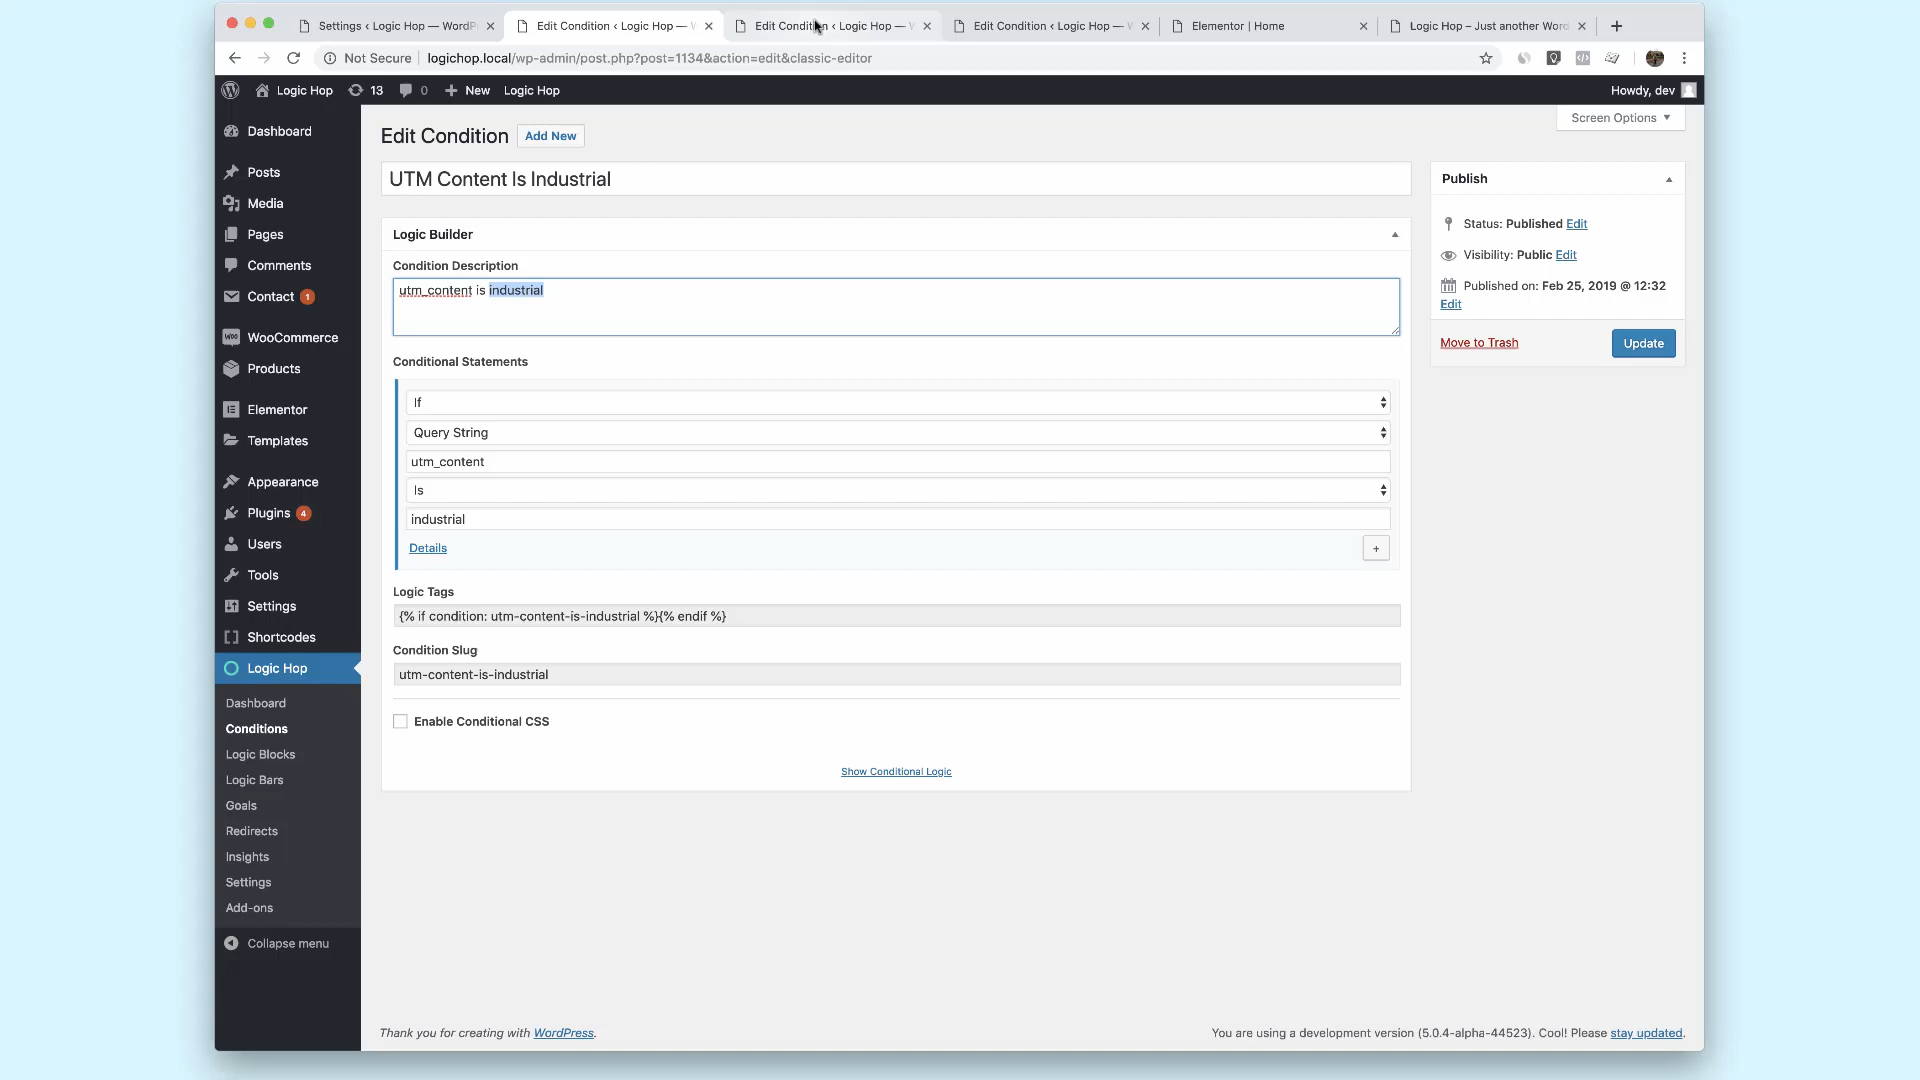 Settings ‹ Logic Hop — WordP
Edit Condition ‹ Logic Hop — W
Edit Condition ‹ Logic Hop — W
Edit Condition ‹ Logic Hop — W
Elementor | Home
Logic Hop – Just another Word
Not Secure
logichop.local/wp-admin/post.php?post=1134&action=edit&classic-editor
Logic Hop
13
0
New
Logic Hop
Howdy, dev
Dashboard
Posts
Media
Pages
Comments
Contact 1
WooCommerce
Products
Elementor
Templates
Appearance
Plugins 4
Users
Tools
Settings
Shortcodes
Logic Hop
Dashboard
Conditions
Logic Blocks
Logic Bars
Goals
Redirects
Insights
Settings
Add-ons
Collapse menu
Screen Options
Edit Condition
Add New
UTM Content Is Industrial
Logic Builder
Condition Description
utm_content is industrial
Conditional Statements
If
Query String
utm_content
Is
industrial
Details
+
Logic Tags
{% if condition: utm-content-is-industrial %}{% endif %}
Condition Slug
utm-content-is-industrial
Enable Conditional CSS
Show Conditional Logic
Publish
Status: Published Edit
Visibility: Public Edit
Published on: Feb 25, 2019 @ 12:32
Edit
Move to Trash
Update
Thank you for creating with WordPress.
You are using a development version (5.0.4-alpha-44523). Cool! Please stay updated.